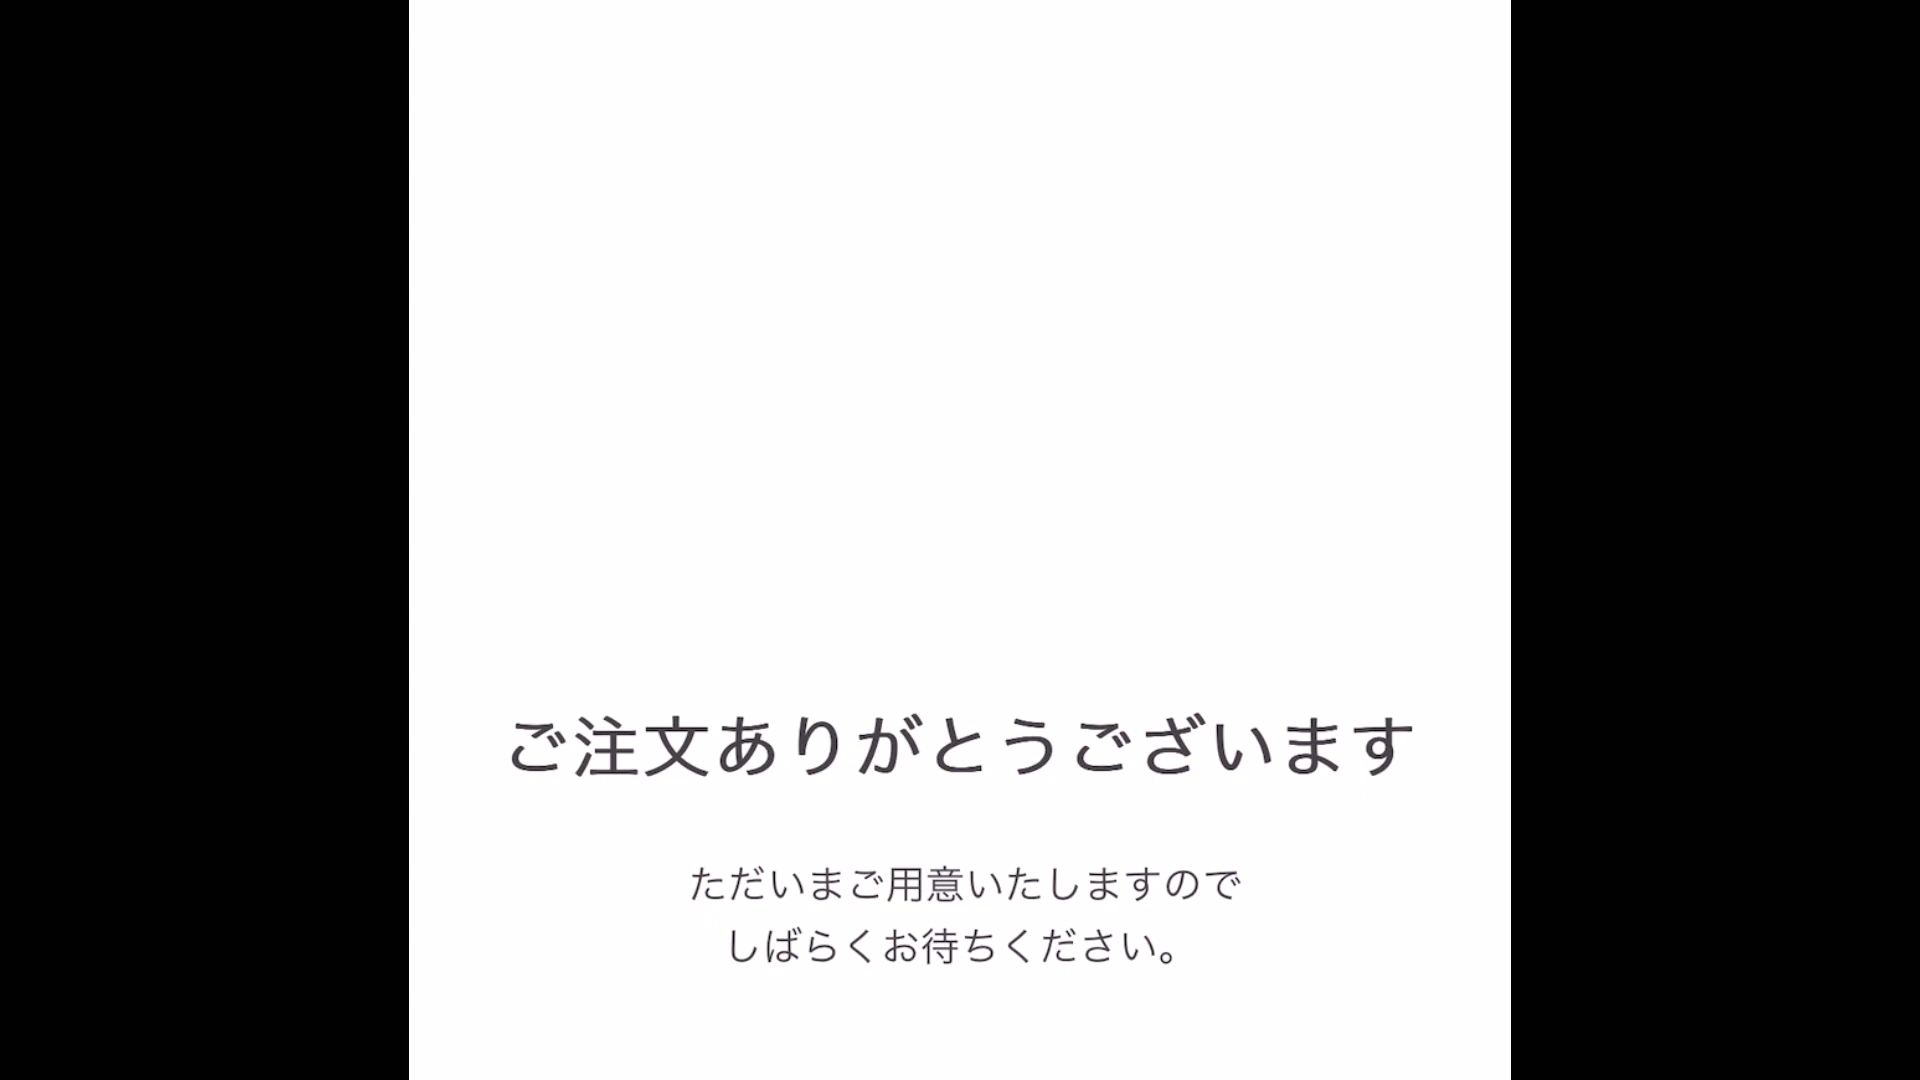 ご注文ありがとうございます
ただいまご用意いたしますので
しばらくお待ちください。